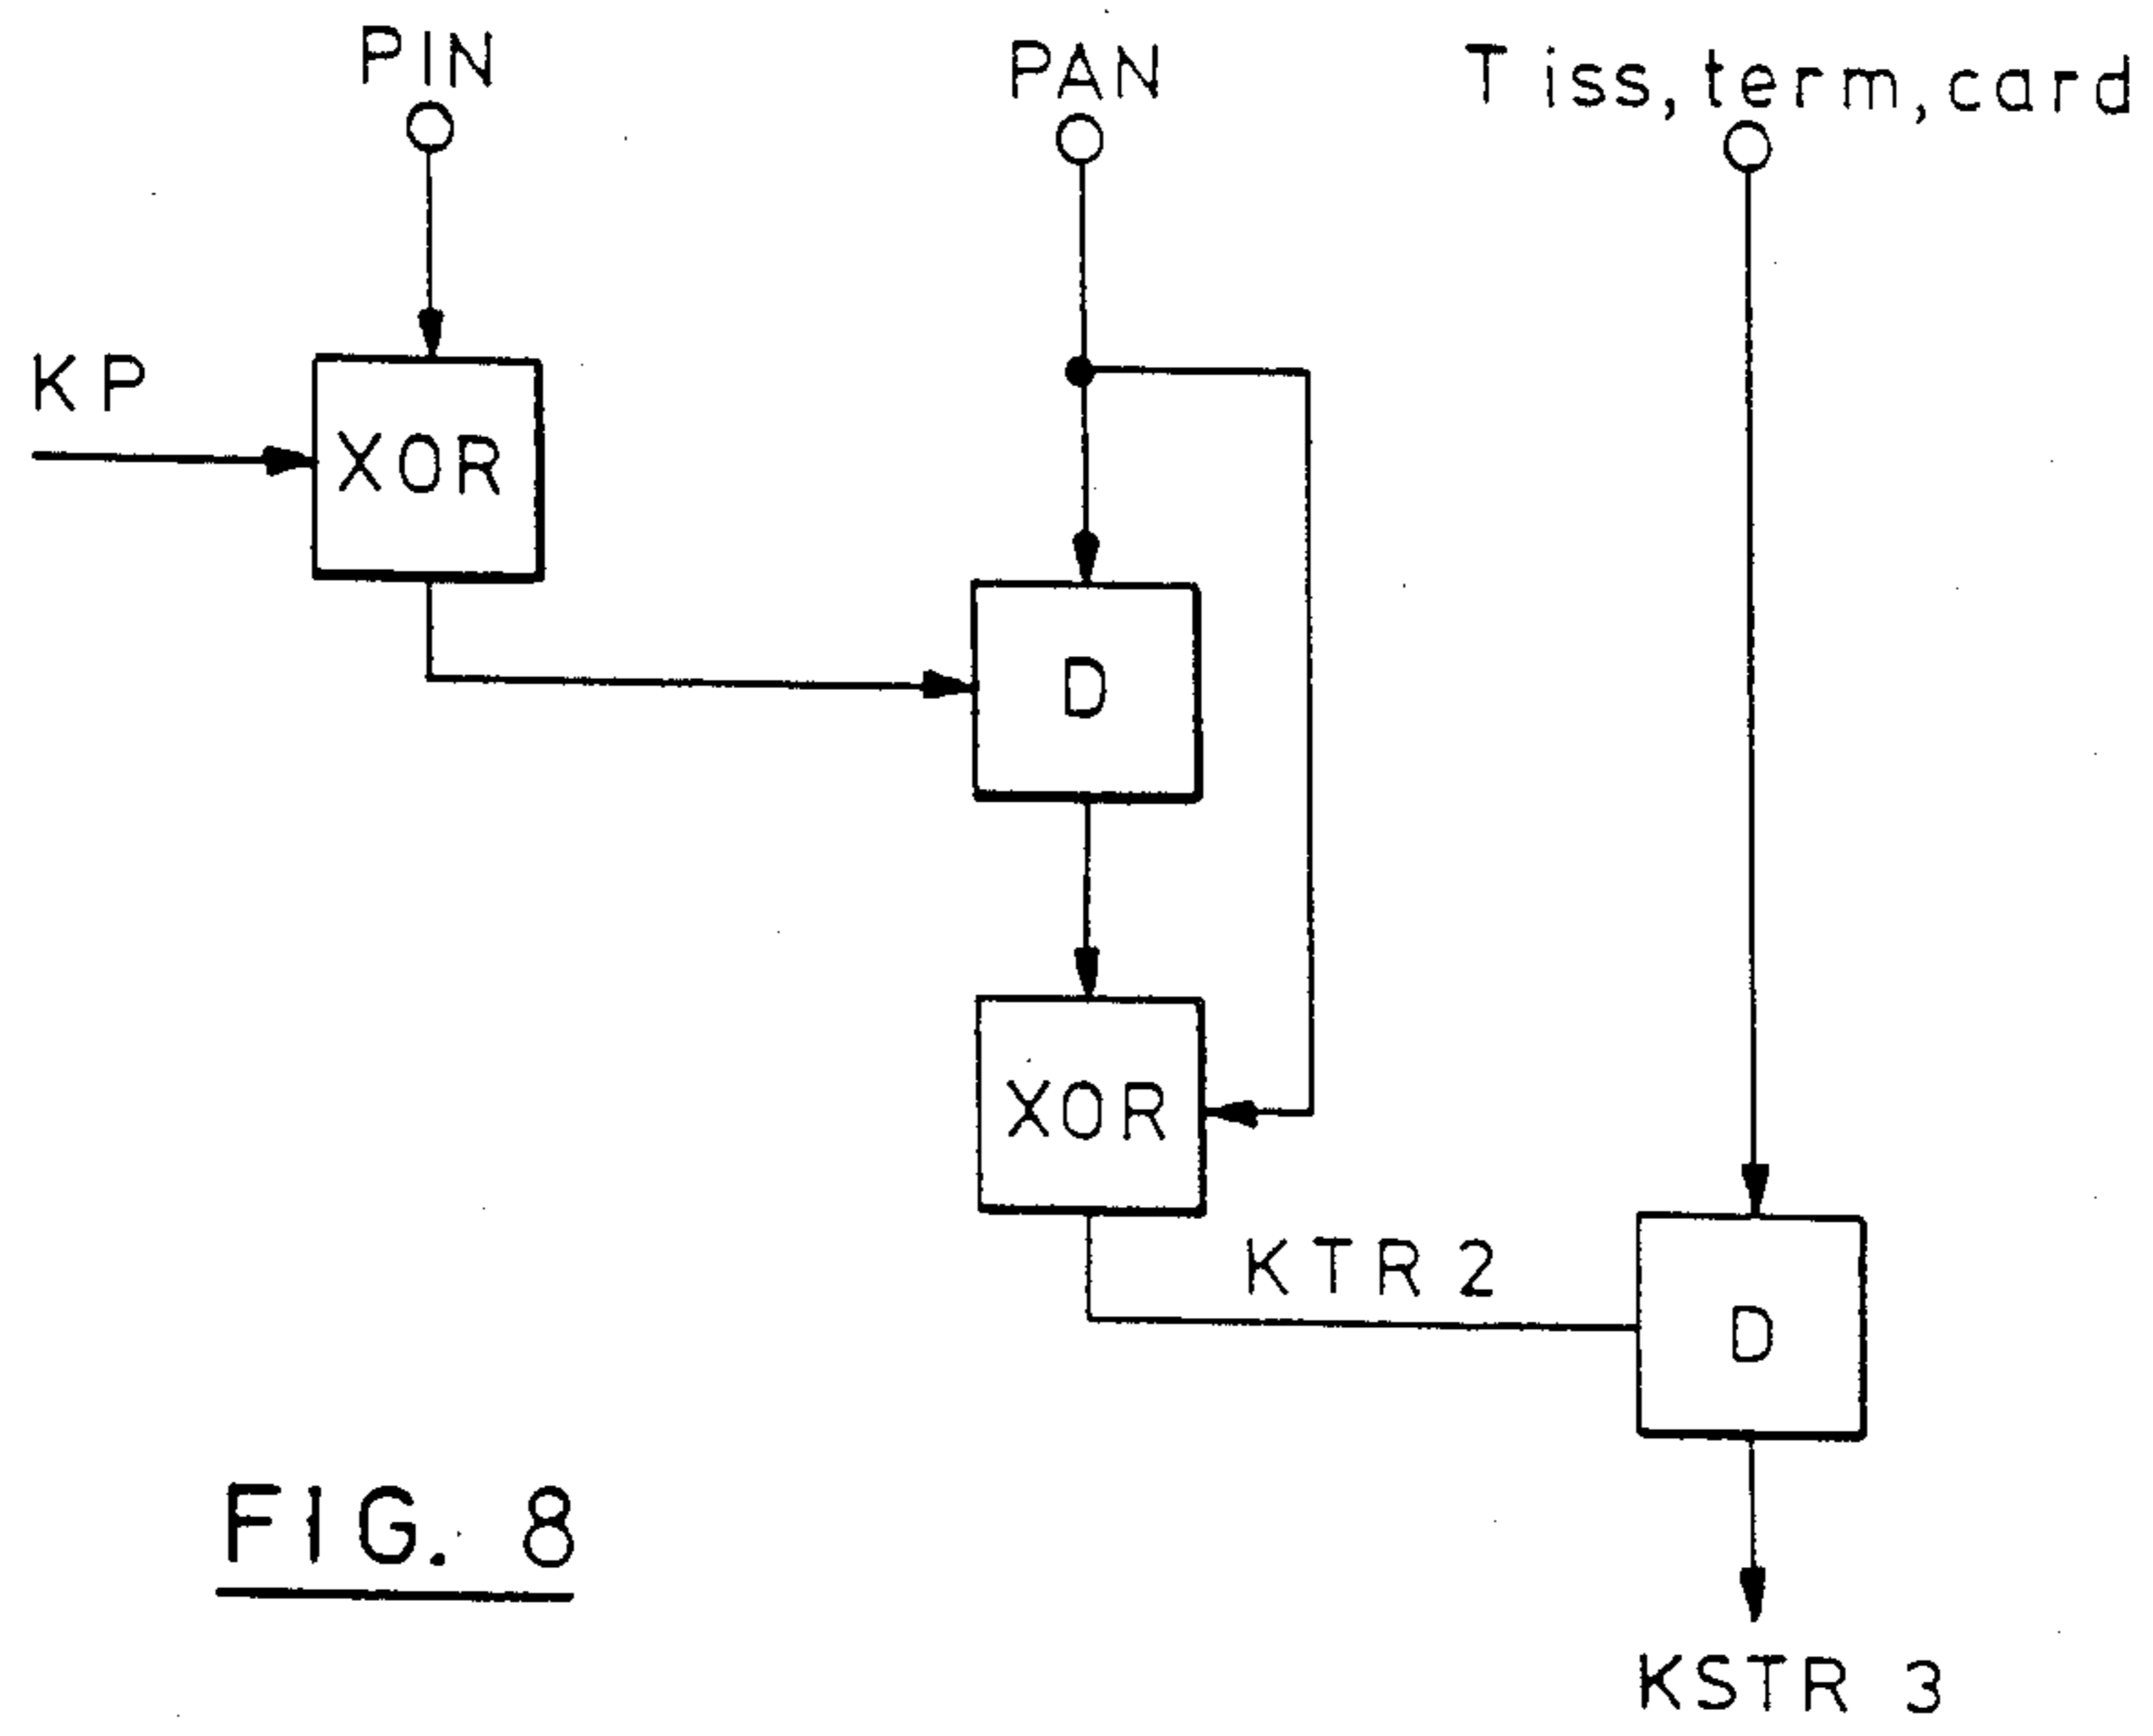 PIN
PAN
T iss, term, card
KP
XOR
D
XOR
KTR 2
D
FIG. 8
KSTR 3